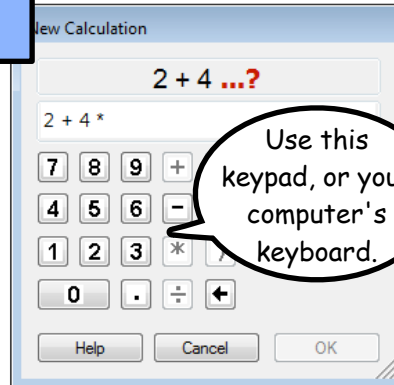 New Calculation
2 + 4 ...?
2 + 4 *
Use this
keypad, or you
computer's
keyboard.
7 8 9 +
4 5 6 -
1 2 3 *
0 . ÷ ←
Help Cancel OK